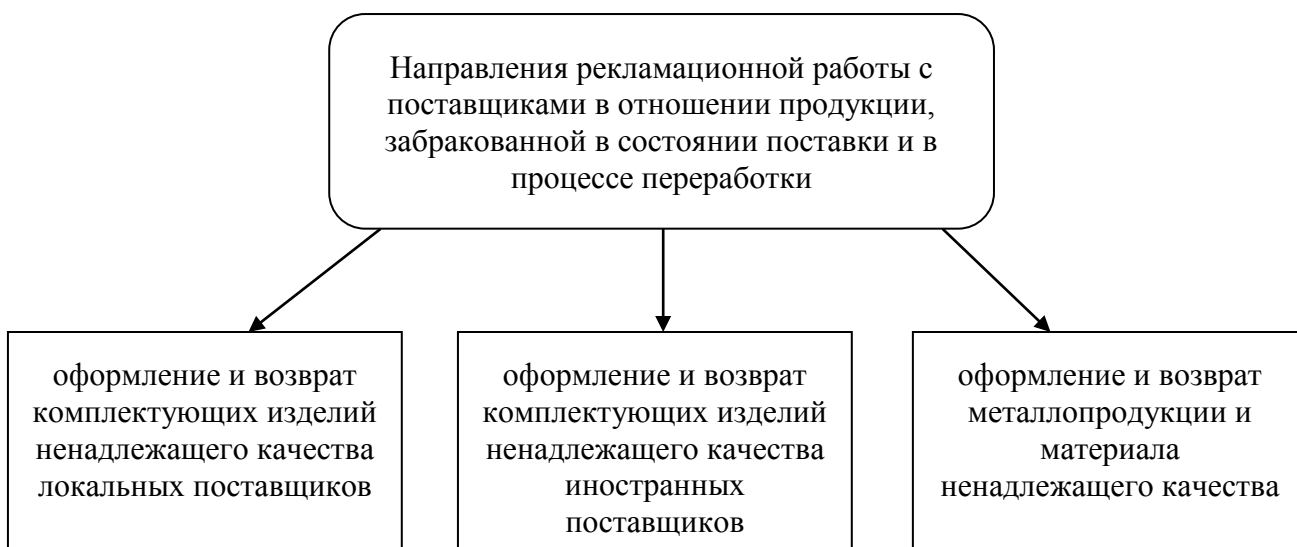 Направления рекламационной работы с
поставщиками в отношении продукции,
забракованной в состоянии поставки и в
процессе переработки
оформление и возврат
комплектующих изделий
ненадлежащего качества
локальных поставщиков
оформление и возврат
комплектующих изделий
ненадлежащего качества
иностранных
поставщиков
оформление и возврат
металлопродукции и
материала
ненадлежащего качества